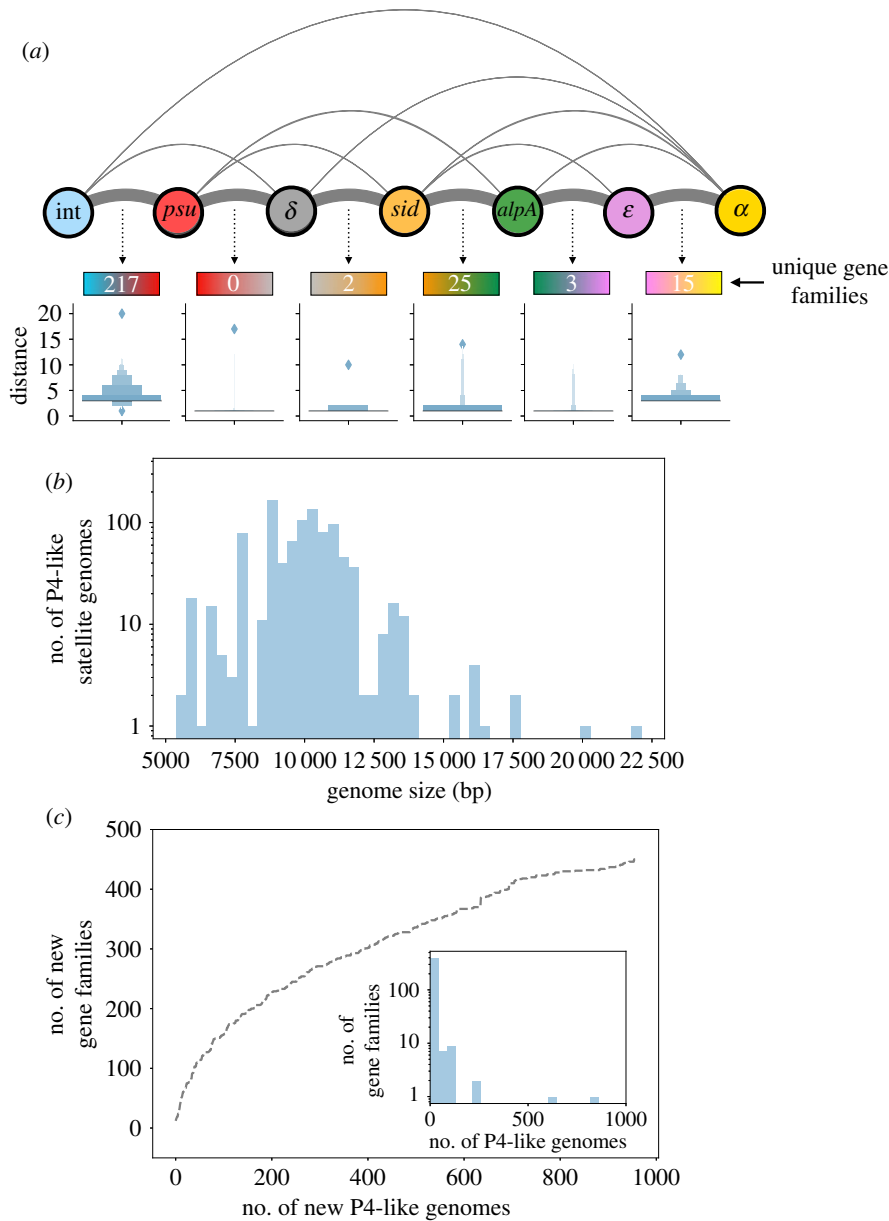 (a)
int psu δ sid alpA ε α
217 0 2 25 3 15
unique gene
families
distance
20
15
10
5
0
(b)
no. of P4-like
satellite genomes
100
10
1
5000 7500 10 000 12 500 15 000 17 500 20 000 22 500
genome size (bp)
(c)
no. of new
gene families
500
400
300
200
100
0
0 200 400 600 800 1000
no. of new P4-like genomes
no. of
gene families
100
10
1
0 500 1000
no. of P4-like genomes